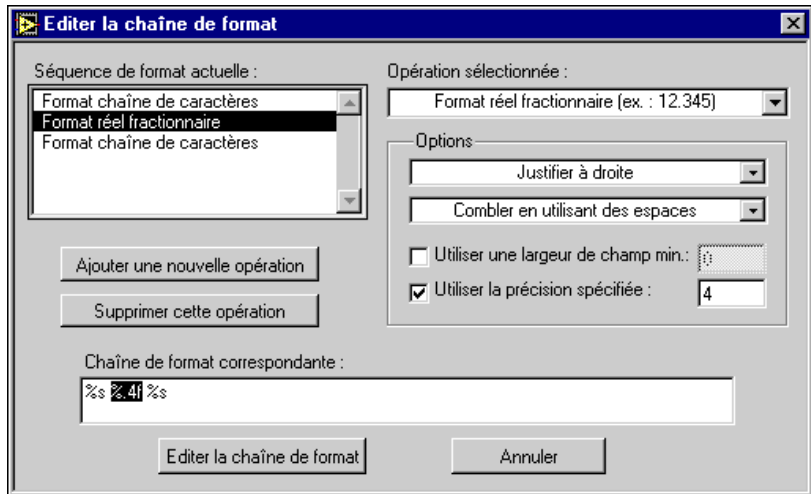 Editer la chaîne de format
Séquence de format actuelle :
Format chaîne de caractères
Format réel fractionnaire
Format chaîne de caractères
Ajouter une nouvelle opération
Supprimer cette opération
Opération sélectionnée :
Format réel fractionnaire (ex. : 12.345)
Options
Justifier à droite
Combler en utilisant des espaces
Utiliser une largeur de champ min.: 0
Utiliser la précision spécifiée : 4
Chaîne de format correspondante :
%s %.4f %s
Editer la chaîne de format Annuler